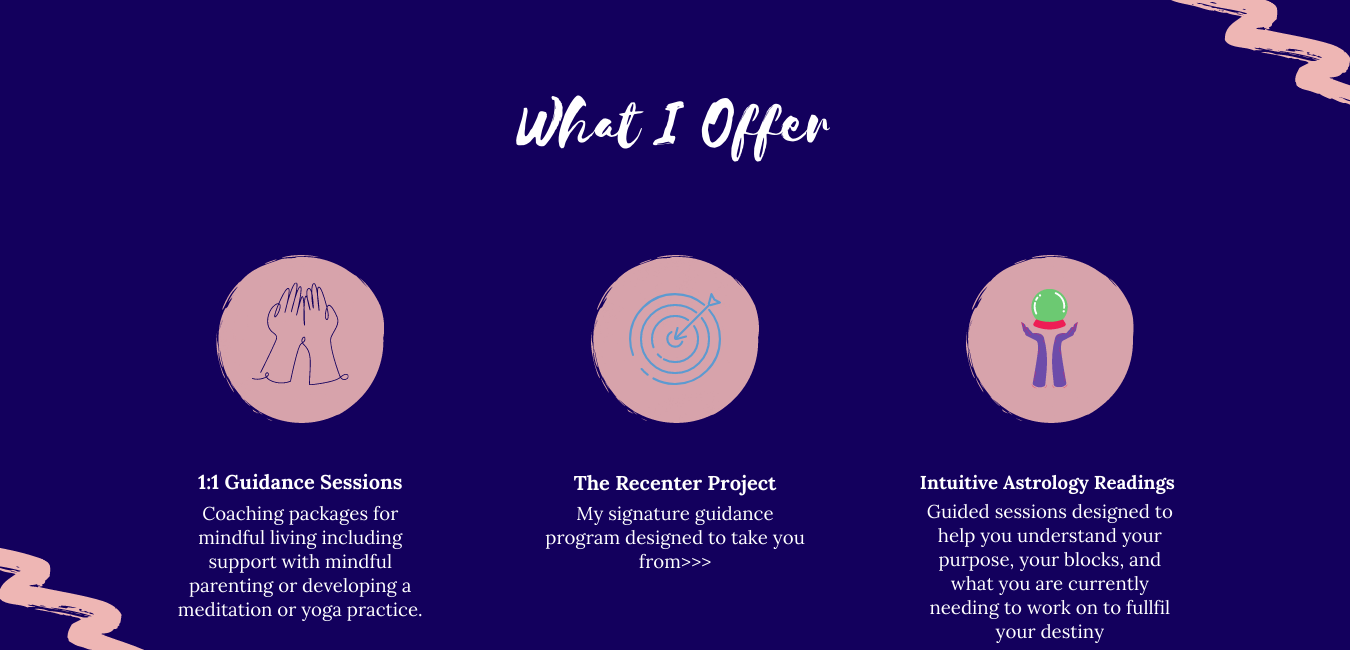 What I Offer
1:1 Guidance Sessions
Coaching packages for
mindful living including
support with mindful
parenting or developing a
meditation or yoga practice.
The Recenter Project
My signature guidance
program designed to take you
from>>>
Intuitive Astrology Readings
Guided sessions designed to
help you understand your
purpose, your blocks, and
what you are currently
needing to work on to fullfil
your destiny